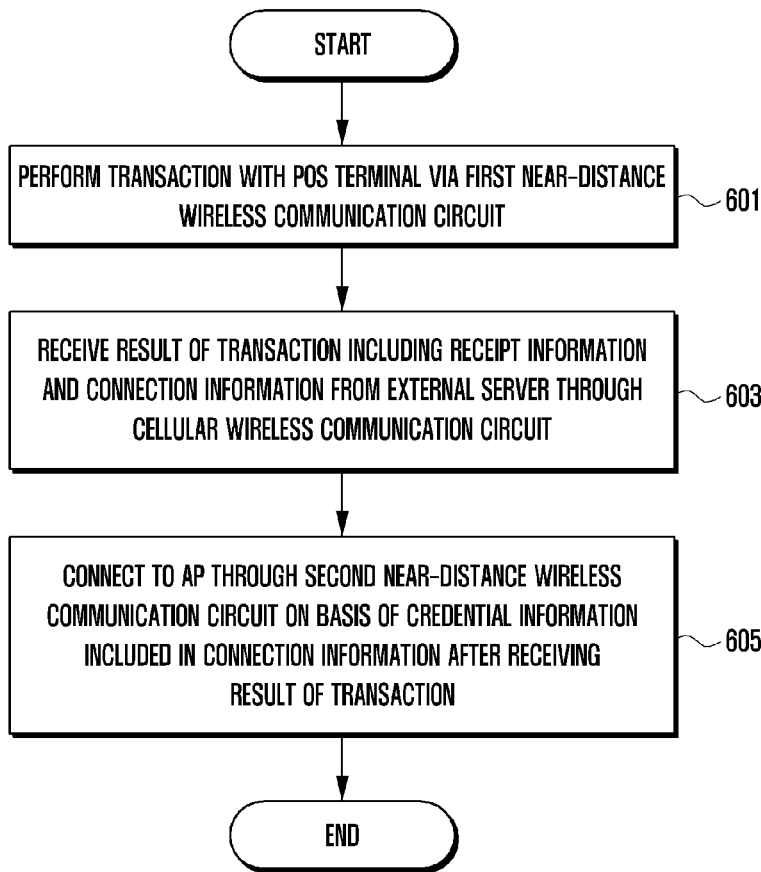 START
PERFORM TRANSACTION WITH POS TERMINAL VIA FIRST NEAR-DISTANCE
WIRELESS COMMUNICATION CIRCUIT
601
RECEIVE RESULT OF TRANSACTION INCLUDING RECEIPT INFORMATION
AND CONNECTION INFORMATION FROM EXTERNAL SERVER THROUGH
CELLULAR WIRELESS COMMUNICATION CIRCUIT
603
CONNECT TO AP THROUGH SECOND NEAR-DISTANCE WIRELESS
COMMUNICATION CIRCUIT ON BASIS OF CREDENTIAL INFORMATION
INCLUDED IN CONNECTION INFORMATION AFTER RECEIVING
RESULT OF TRANSACTION
605
END